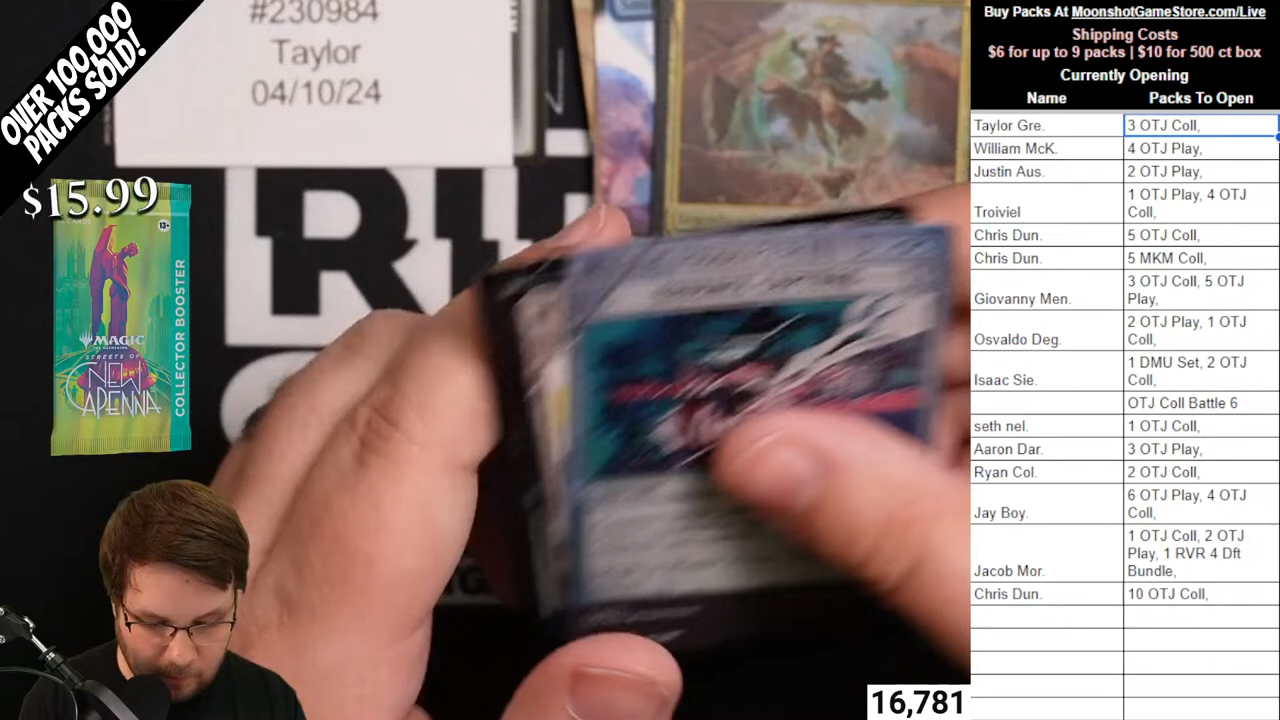 OVER 100,000
PACKS SOLD!
$15.99
13+
MAGIC
THE GATHERING
STREETS OF
NEW
CAPENNA
COLLECTOR BOOSTER
#230984
Taylor
04/10/24
16,781
Buy Packs At MoonshotGameStore.com/Live
Shipping Costs
$6 for up to 9 packs | $10 for 500 ct box
Currently Opening
Name Packs To Open
Taylor Gre. 3 OTJ Coll,
William McK. 4 OTJ Play,
Justin Aus. 2 OTJ Play,
Troiviel 1 OTJ Play, 4 OTJ
Coll,
Chris Dun. 5 OTJ Coll,
Chris Dun. 5 MKM Coll,
Giovanny Men. 3 OTJ Coll, 5 OTJ
Play,
Osvaldo Deg. 2 OTJ Play, 1 OTJ
Coll,
Isaac Sie. 1 DMU Set, 2 OTJ
Coll,
OTJ Coll Battle 6
seth nel. 1 OTJ Coll,
Aaron Dar. 3 OTJ Play,
Ryan Col. 2 OTJ Coll,
Jay Boy. 6 OTJ Play, 4 OTJ
Coll,
Jacob Mor. 1 OTJ Coll, 2 OTJ
Play, 1 RVR 4 Dft
Bundle,
Chris Dun. 10 OTJ Coll,